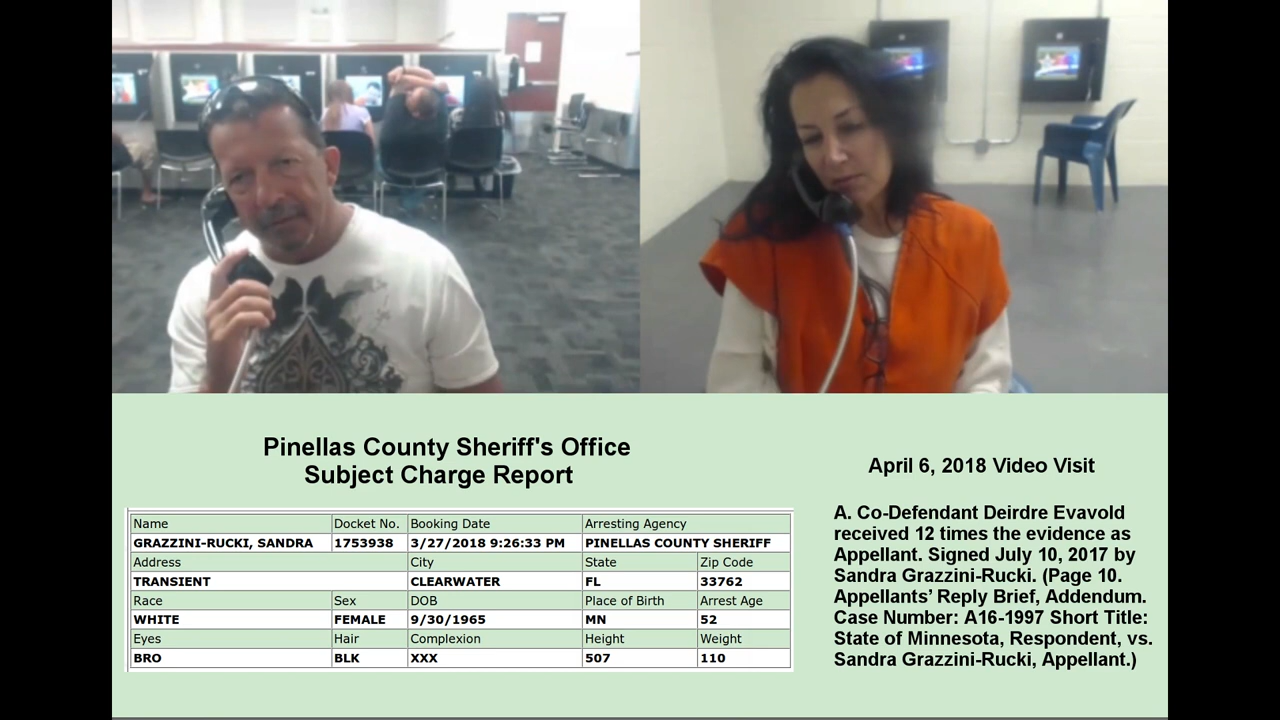 Pinellas County Sheriff's Office
Subject Charge Report
Name Docket No. Booking Date Arresting Agency
GRAZZINI-RUCKI, SANDRA 1753938 3/27/2018 9:26:33 PM PINELLAS COUNTY SHERIFF
Address City State Zip Code
TRANSIENT CLEARWATER FL 33762
Race Sex DOB Place of Birth Arrest Age
WHITE FEMALE 9/30/1965 MN 52
Eyes Hair Complexion Height Weight
BRO BLK XXX 507 110
April 6, 2018 Video Visit
A. Co-Defendant Deirdre Evavold
received 12 times the evidence as
Appellant. Signed July 10, 2017 by
Sandra Grazzini-Rucki. (Page 10.
Appellants’ Reply Brief, Addendum.
Case Number: A16-1997 Short Title:
State of Minnesota, Respondent, vs.
Sandra Grazzini-Rucki, Appellant.)